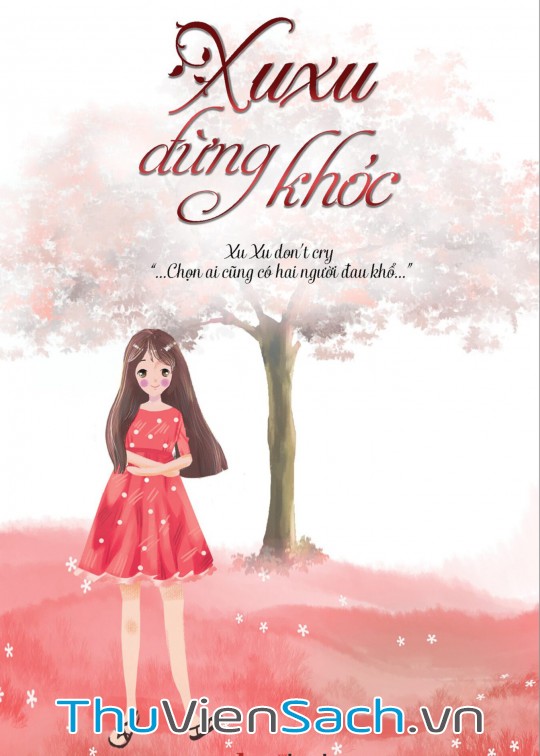 Xuxu
đừng khóc
Xu Xu don't cry
"...Chọn ai cũng có hai người đau khổ..."
ThuVienSach.vn